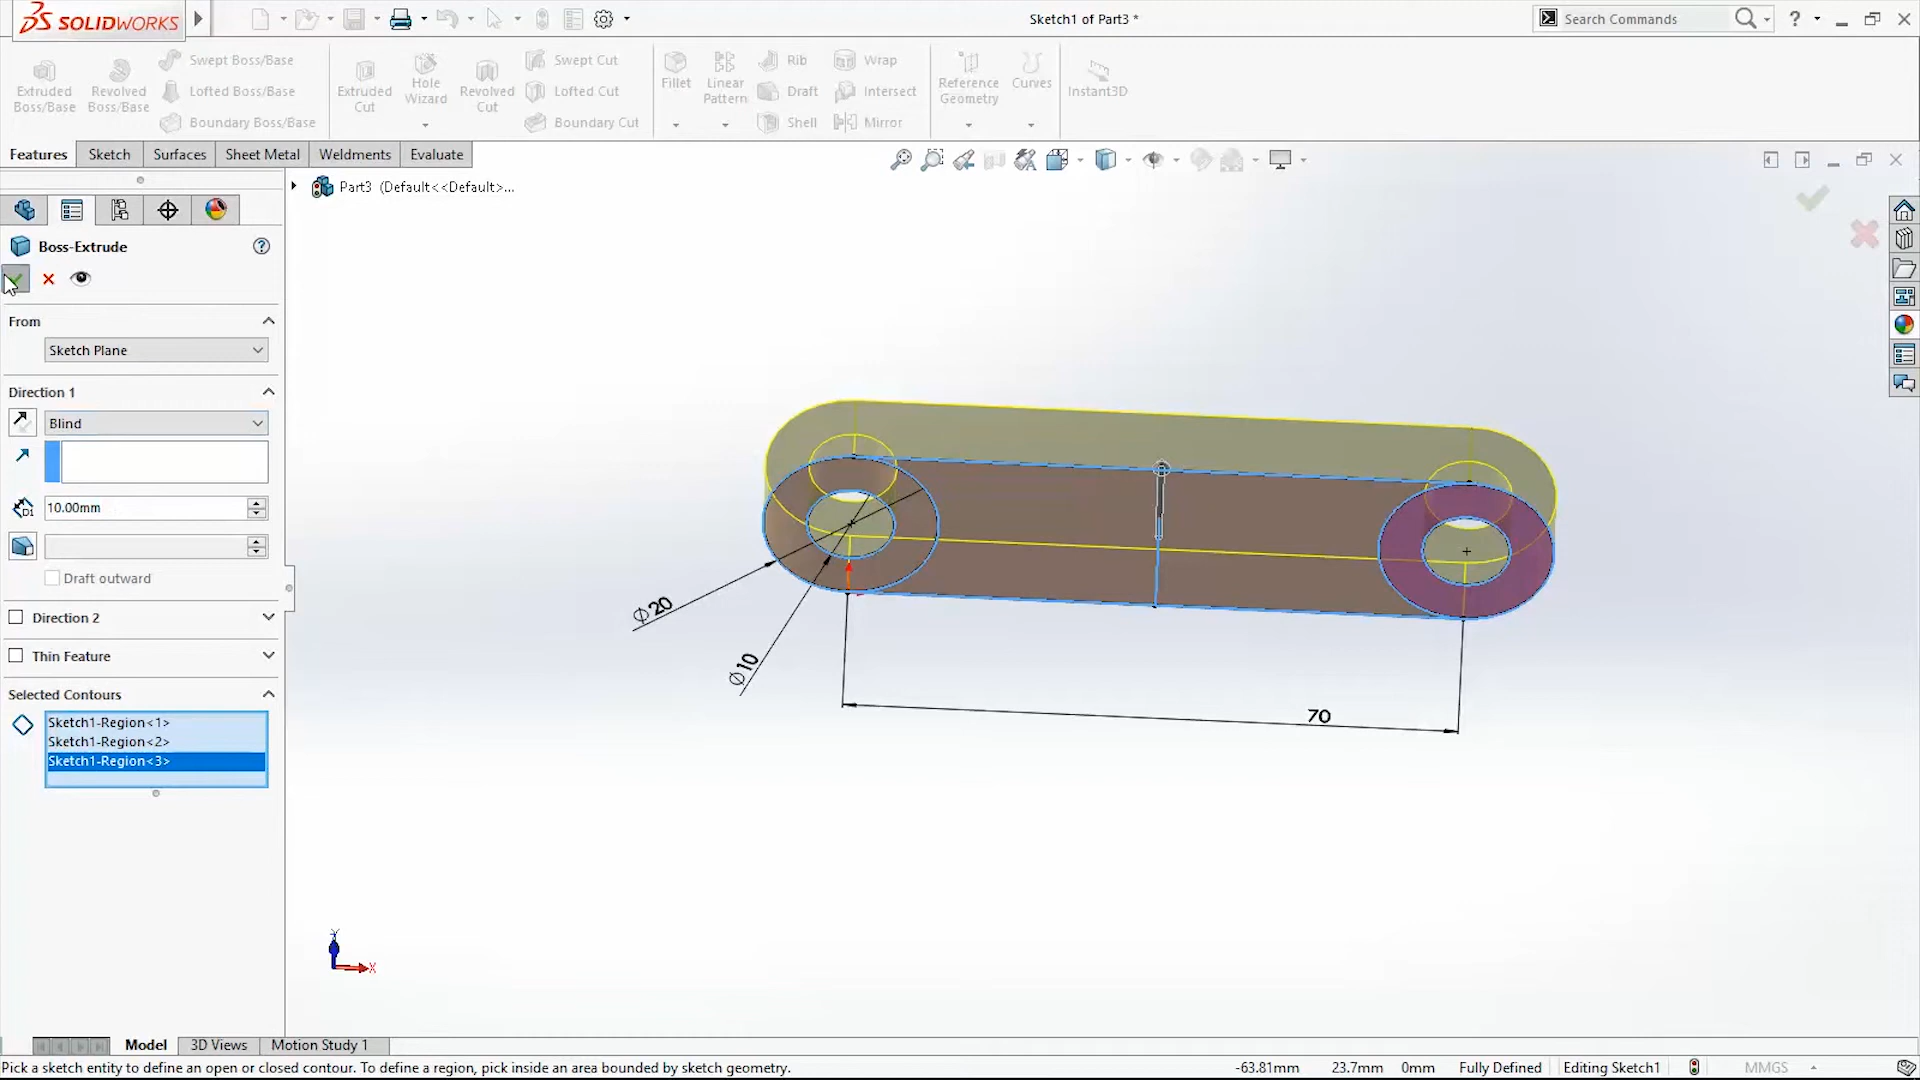 SOLIDWORKS
Sketch1 of Part3 *
Search Commands
?
Extruded Boss/Base
Revolved Boss/Base
Swept Boss/Base
Lofted Boss/Base
Boundary Boss/Base
Extruded Cut
Hole Wizard
Revolved Cut
Swept Cut
Lofted Cut
Boundary Cut
Fillet
Linear Pattern
Rib
Draft
Shell
Wrap
Intersect
Mirror
Reference Geometry
Curves
Instant3D
Features
Sketch
Surfaces
Sheet Metal
Weldments
Evaluate
Part3 (Default<<Default>...
Boss-Extrude
?
From
Sketch Plane
Direction 1
Blind
D1
10.00mm
Draft outward
Direction 2
Thin Feature
Selected Contours
Sketch1-Region<1>
Sketch1-Region<2>
Sketch1-Region<3>
∅20
∅10
70
Y
X
Model
3D Views
Motion Study 1
Pick a sketch entity to define an open or closed contour. To define a region, pick inside an area bounded by sketch geometry.
-63.81mm
23.7mm
0mm
Fully Defined
Editing Sketch1
MMGS